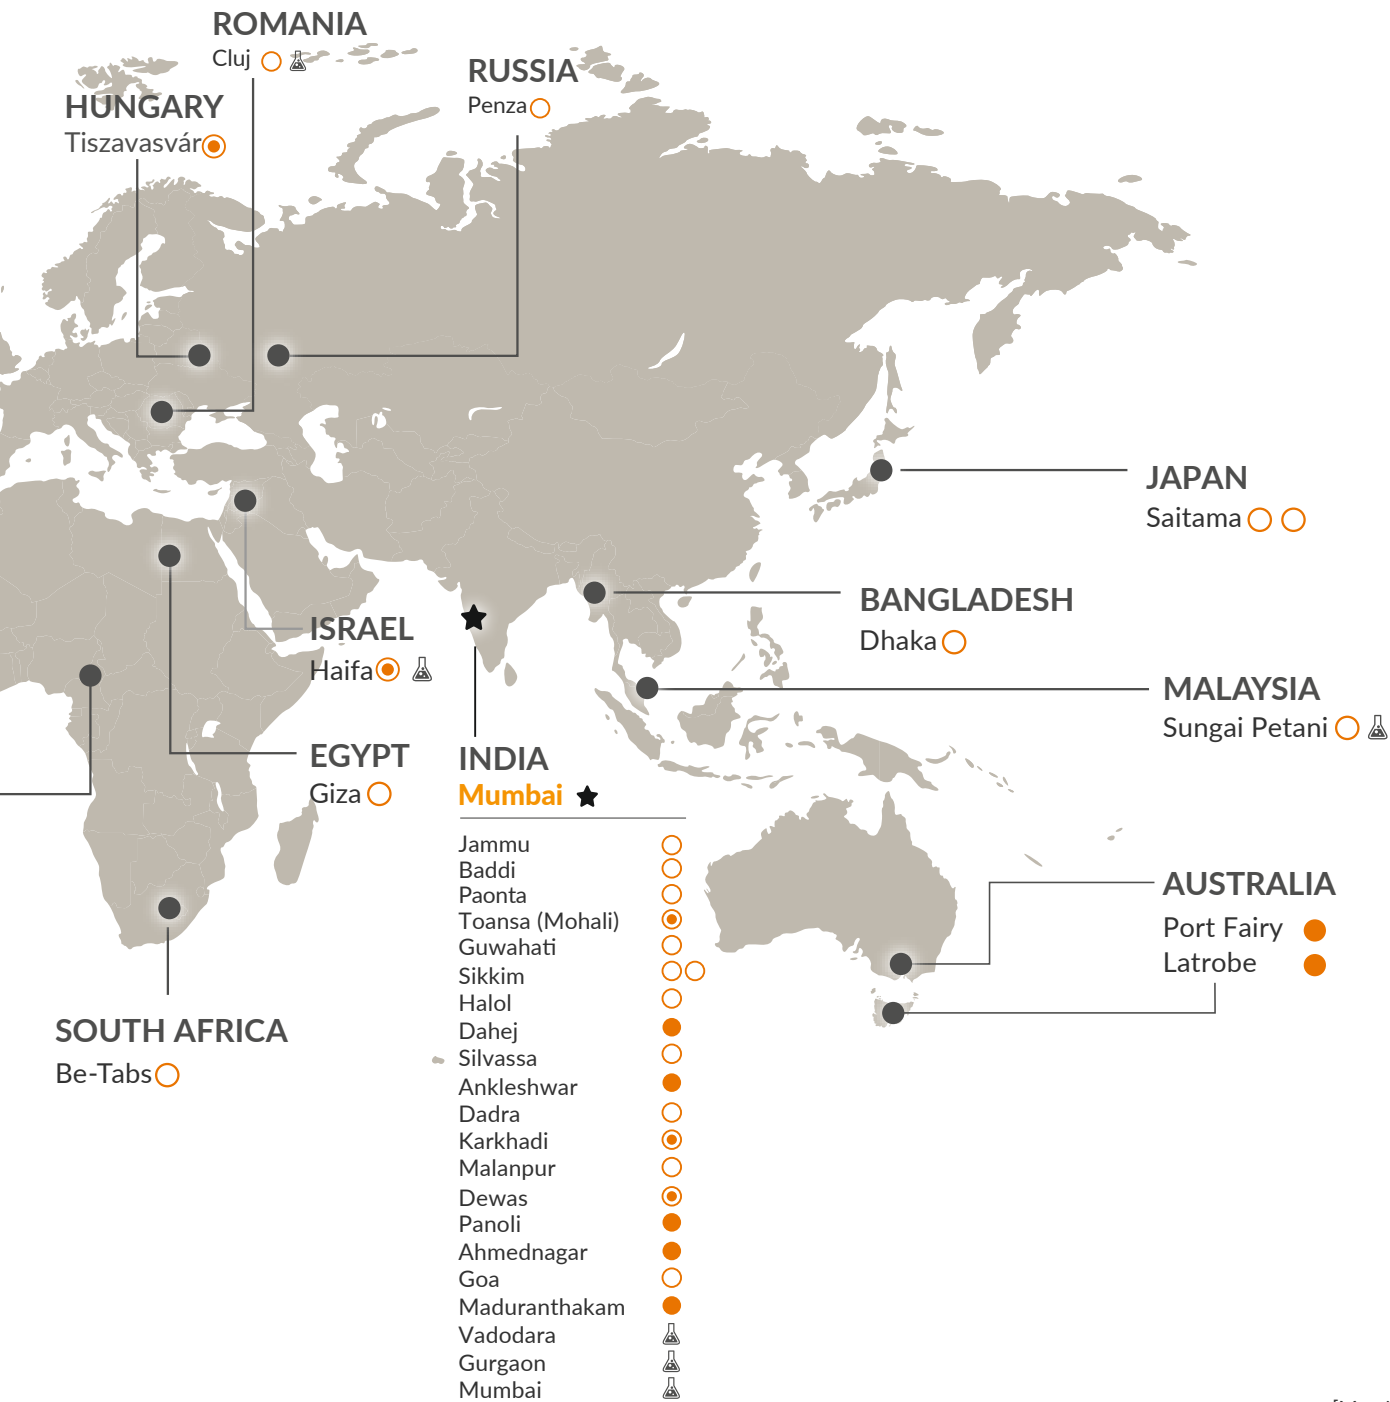 ROMANIA
Cluj
RUSSIA
Penza
HUNGARY
Tiszavasvár
JAPAN
Saitama
BANGLADESH
Dhaka
ISRAEL
Haifa
MALAYSIA
Sungai Petani
EGYPT
Giza
INDIA
Mumbai
Jammu
Baddi
Paonta
Toansa (Mohali)
Guwahati
Sikkim
Halol
Dahej
Silvassa
Ankleshwar
Dadra
Karkhadi
Malanpur
Dewas
Panoli
Ahmednagar
Goa
Maduranthakam
Vadodara
Gurgaon
Mumbai
AUSTRALIA
Port Fairy
Latrobe
SOUTH AFRICA
Be-Tabs